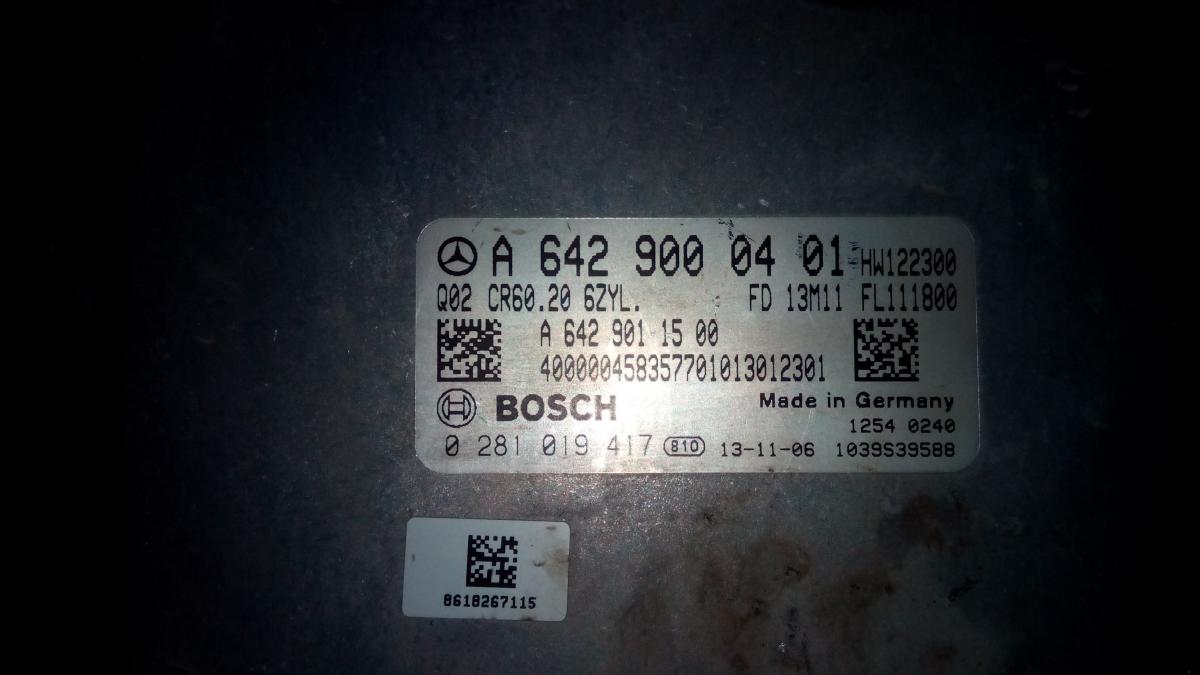 A 642 900 04 01 HW122300
Q02 CR60.20 6ZYL. FD 13M11 FL111800
A 642 901 15 00
400000458357701013012301
BOSCH Made in Germany
1254 0240
0 281 019 417 810 13-11-06 1039S39588
8618267115